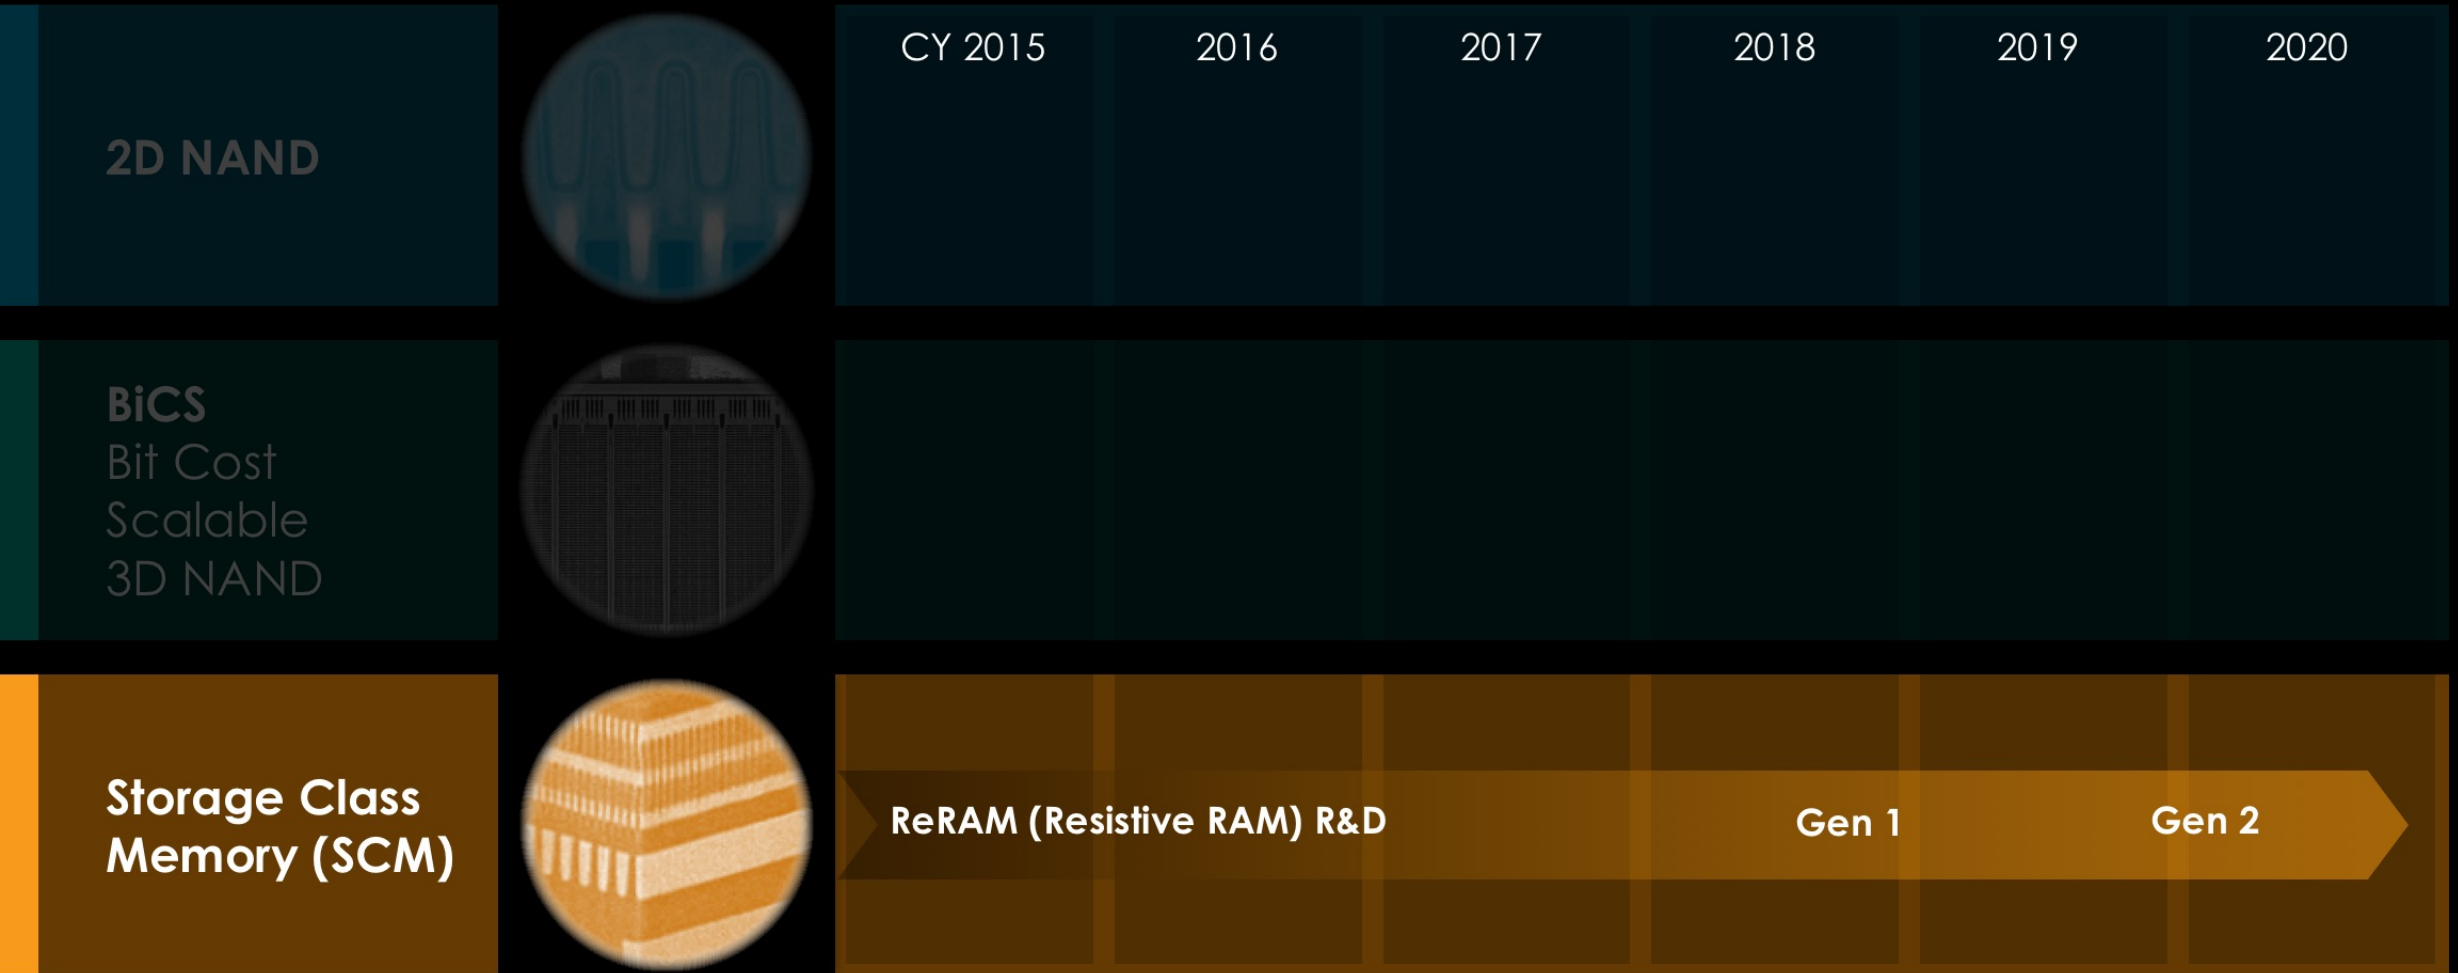 CY 2015 2016 2017 2018 2019 2020
2D NAND
BiCS
Bit Cost
Scalable
3D NAND
Storage Class
Memory (SCM)
ReRAM (Resistive RAM) R&D Gen 1 Gen 2